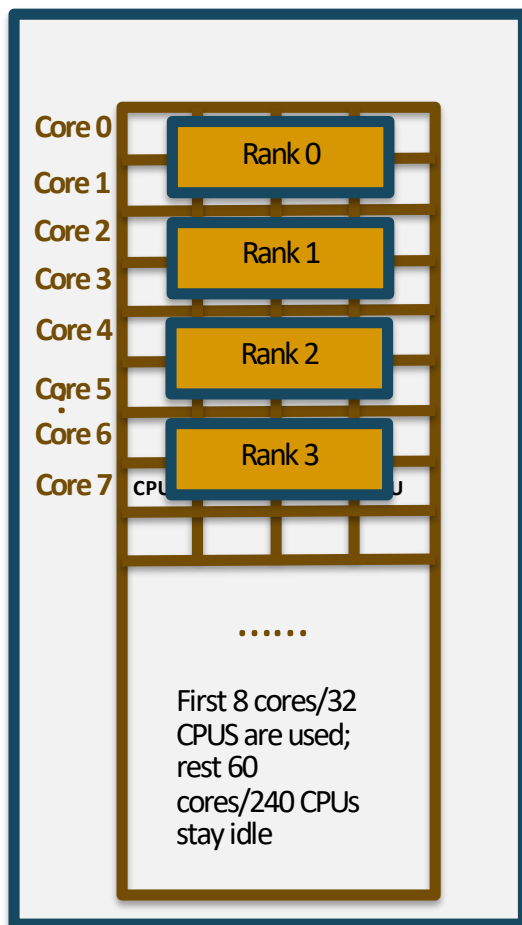 Core 0
Rank 0
Core 1
Core 2
Rank 1
Core 3
Core 4
Rank 2
Core 5
Core 6
Rank 3
Core 7
CPU
U
......
First 8 cores/32
CPUS are used;
rest 60
cores/240 CPUs
stay idle